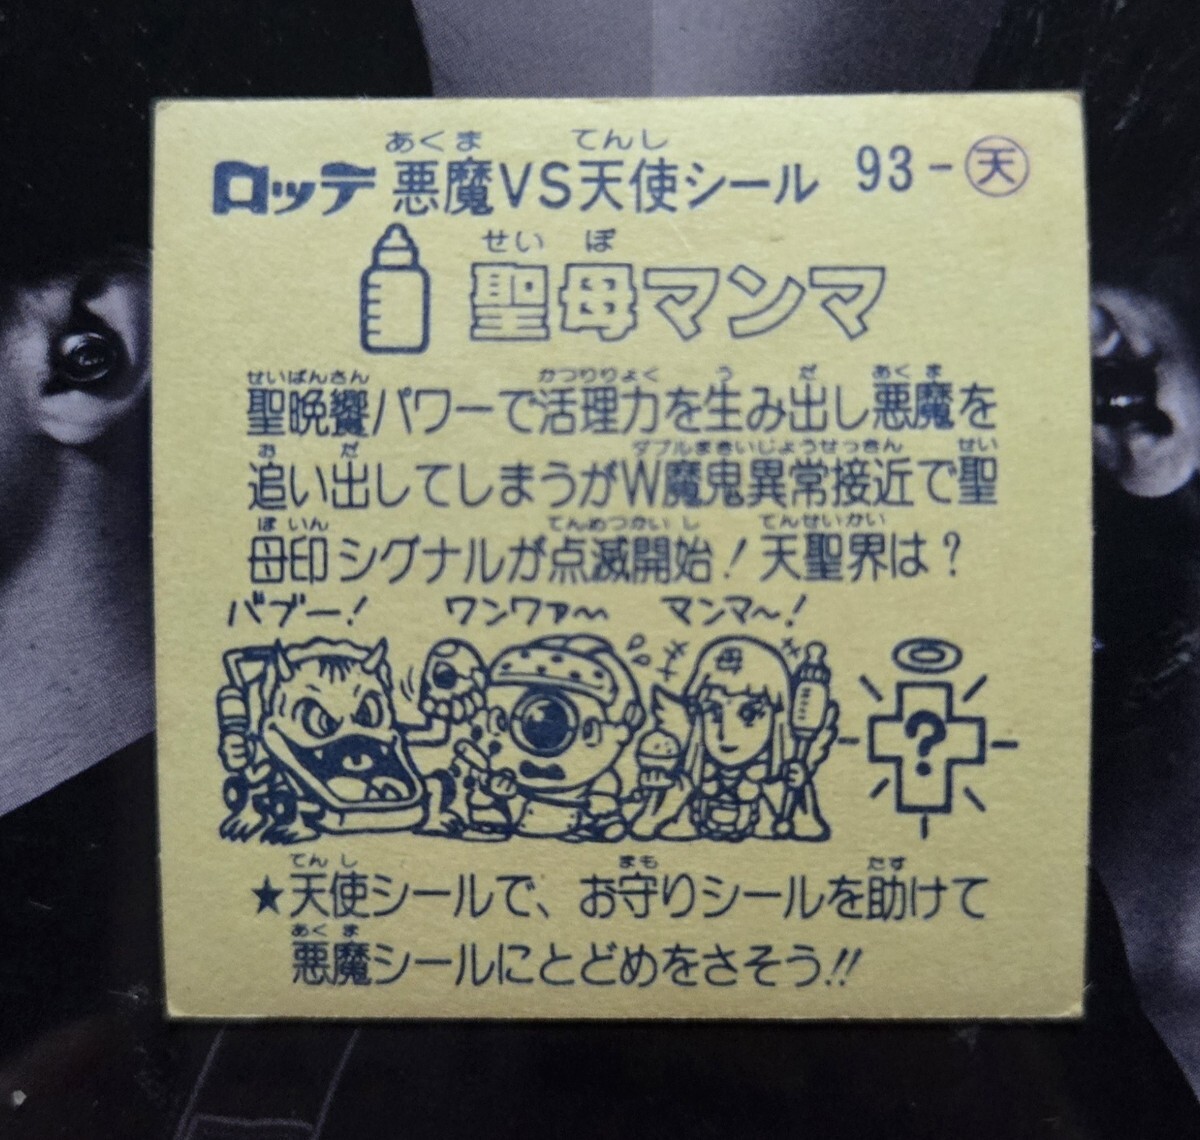 あくま てんし
ロッテ 悪魔VS天使シール 93-天
せいぼ
聖母マンマ
せいばんさん かつりりょく う だ あくま
聖晩饗パワーで活理力を生み出し悪魔を
お だ ダブルまきいじょうせっきん せい
追い出してしまうがW魔鬼異常接近で聖
ぼいん てんめつかいし てんせいかい
母印シグナルが点滅開始!天聖界は?
バブー! ワンワァ〜 マンマ〜!
母
?
てんし まも たす
★天使シールで、お守りシールを助けて
あくま
悪魔シールにとどめをさそう!!